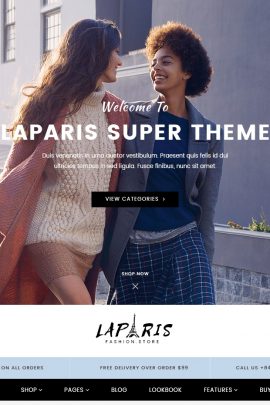 Welcome To
LAPARIS SUPER THEME
Duis venenatis in urna auctor vestibulum. Praesent quis felis id dui
ultricies tempus in sed ligula. Fusce finibus, nunc sit amet.
VIEW CATEGORIES
SHOP NOW
LAPARIS
FASHION STORE
ON ALL ORDERS
FREE DELIVERY OVER ORDER $99
CALL US +84
SHOP
PAGES
BLOG
LOOKBOOK
FEATURES
BUY